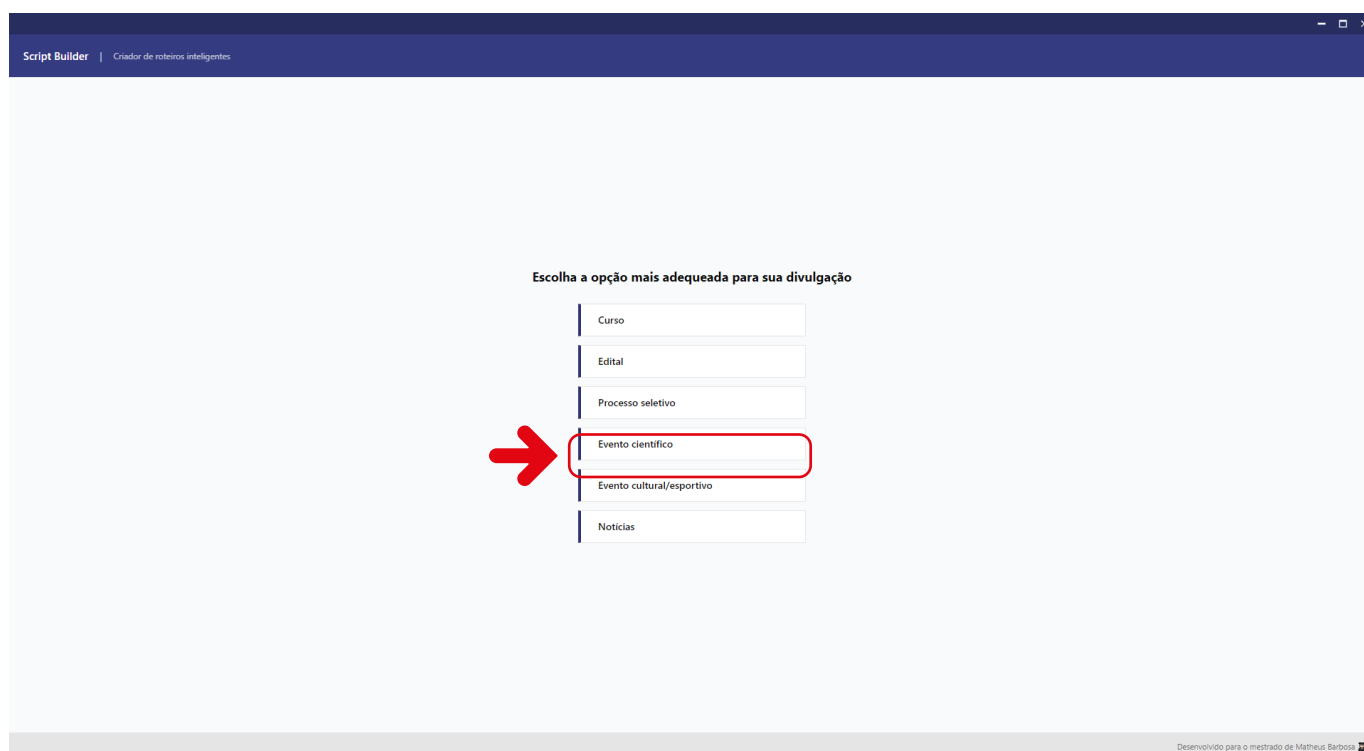 Script Builder | Criador de roteiros inteligentes
Escolha a opção mais adequeada para sua divulgação
Curso
Edital
Processo seletivo
Evento científico
Evento cultural/esportivo
Notícias
Desenvolvido para o mestrado de Matheus Barbosa